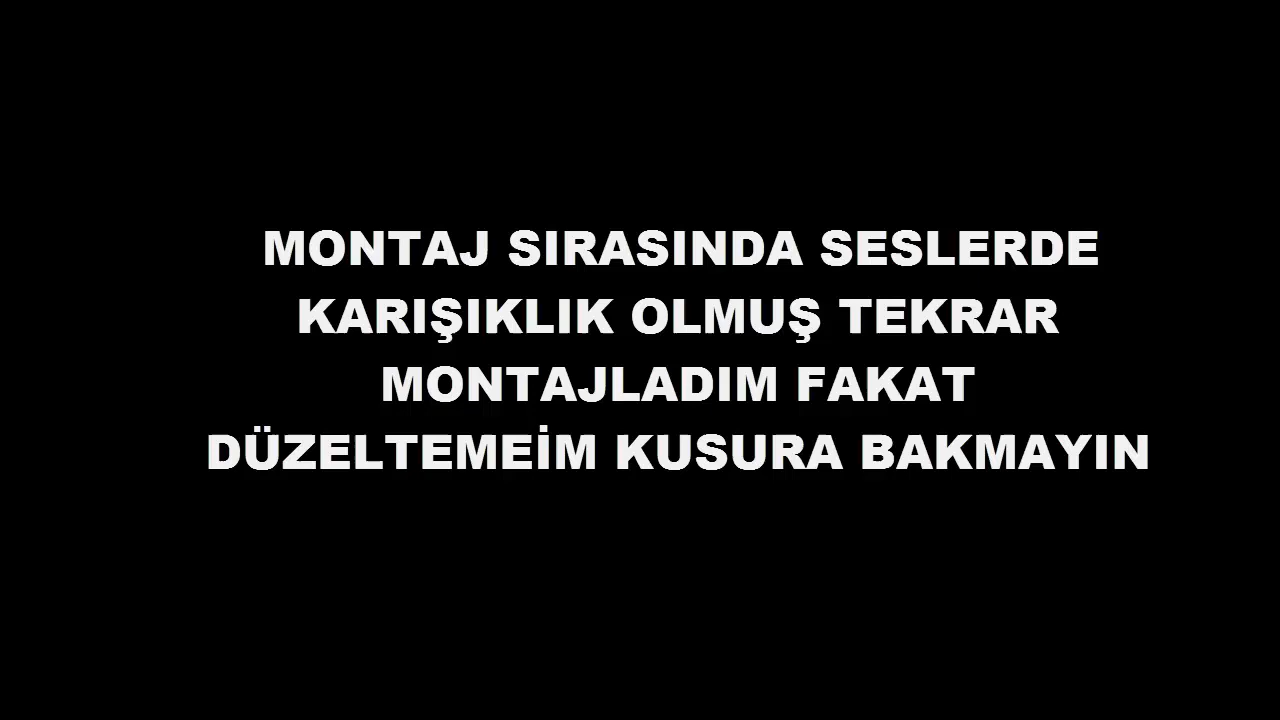 MONTAJ SIRASINDA SESLERDE
KARIŞIKLIK OLMUŞ TEKRAR
MONTAJLADIM FAKAT
DÜZELTEMEİM KUSURA BAKMAYIN